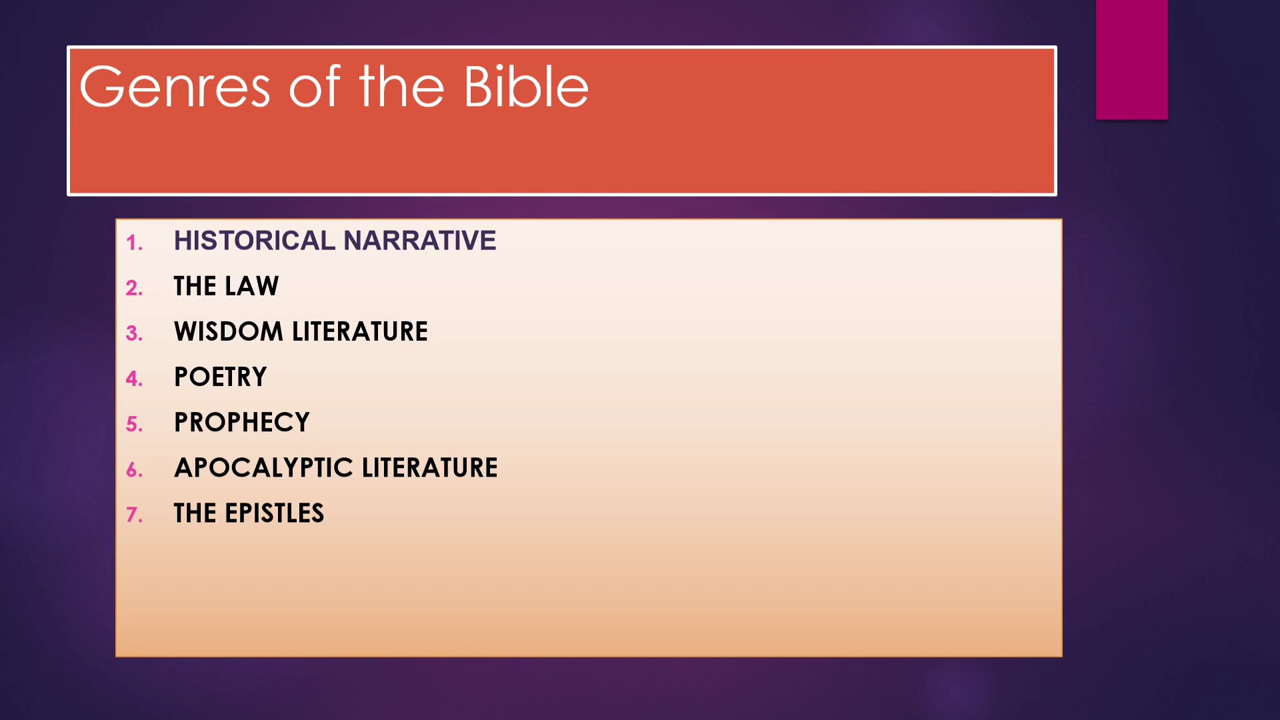 Genres of the Bible
1. HISTORICAL NARRATIVE
2. THE LAW
3. WISDOM LITERATURE
4. POETRY
5. PROPHECY
6. APOCALYPTIC LITERATURE
7. THE EPISTLES